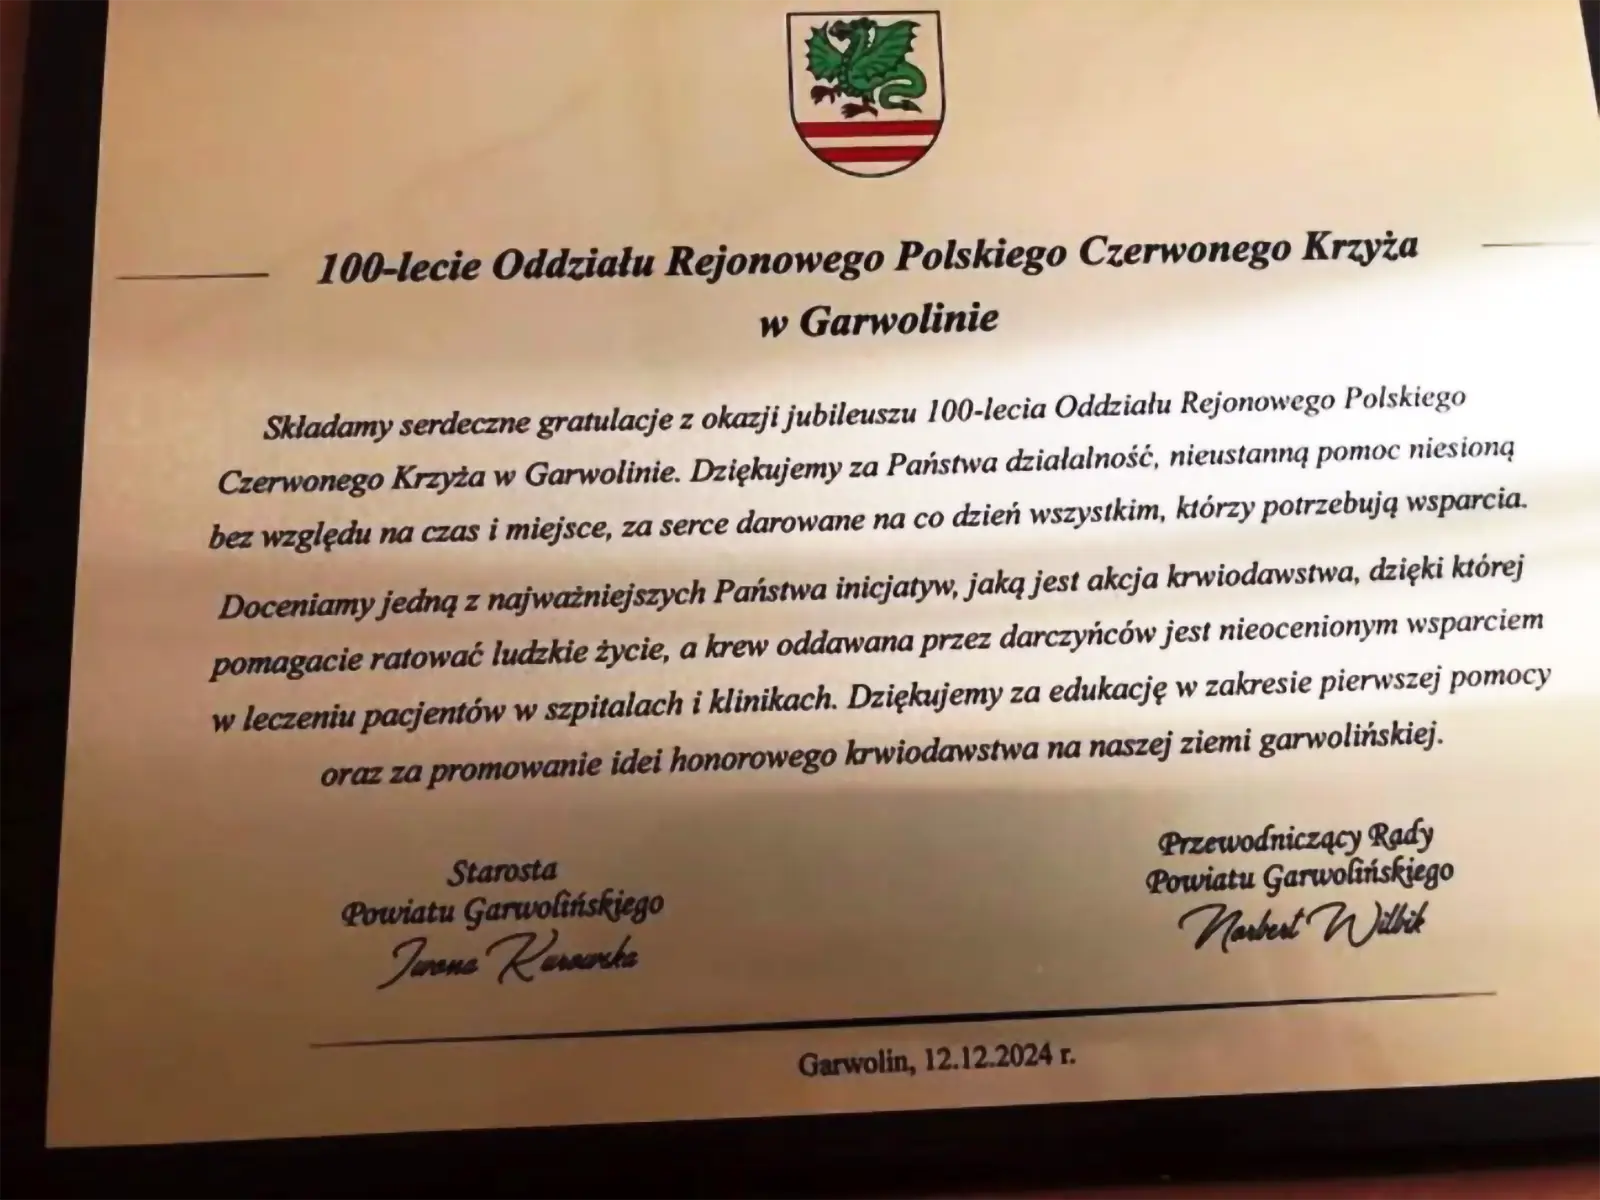 100-lecie Oddziału Rejonowego Polskiego Czerwonego Krzyża
w Garwolinie
Składamy serdeczne gratulacje z okazji jubileuszu 100-lecia Oddziału Rejonowego Polskiego
Czerwonego Krzyża w Garwolinie. Dziękujemy za Państwa działalność, nieustanną pomoc niesioną
bez względu na czas i miejsce, za serce darowane na co dzień wszystkim, którzy potrzebują wsparcia.
Doceniamy jedną z najważniejszych Państwa inicjatyw, jaką jest akcja krwiodawstwa, dzięki której
pomagacie ratować ludzkie życie, a krew oddawana przez darczyńców jest nieocenionym wsparciem
w leczeniu pacjentów w szpitalach i klinikach. Dziękujemy za edukację w zakresie pierwszej pomocy
oraz za promowanie idei honorowego krwiodawstwa na naszej ziemi garwolińskiej.
Starosta
Powiatu Garwolińskiego
Iwona Kurowska
Przewodniczący Rady
Powiatu Garwolińskiego
Norbert Wilbik
Garwolin, 12.12.2024 r.